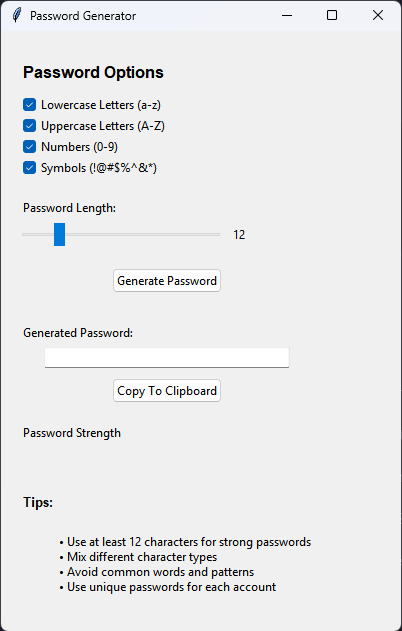 Password Generator
Password Options
Lowercase Letters (a-z)
Uppercase Letters (A-Z)
Numbers (0-9)
Symbols (!@#$%^&*)
Password Length:
12
Generate Password
Generated Password:
Copy To Clipboard
Password Strength
Tips:
• Use at least 12 characters for strong passwords
• Mix different character types
• Avoid common words and patterns
• Use unique passwords for each account